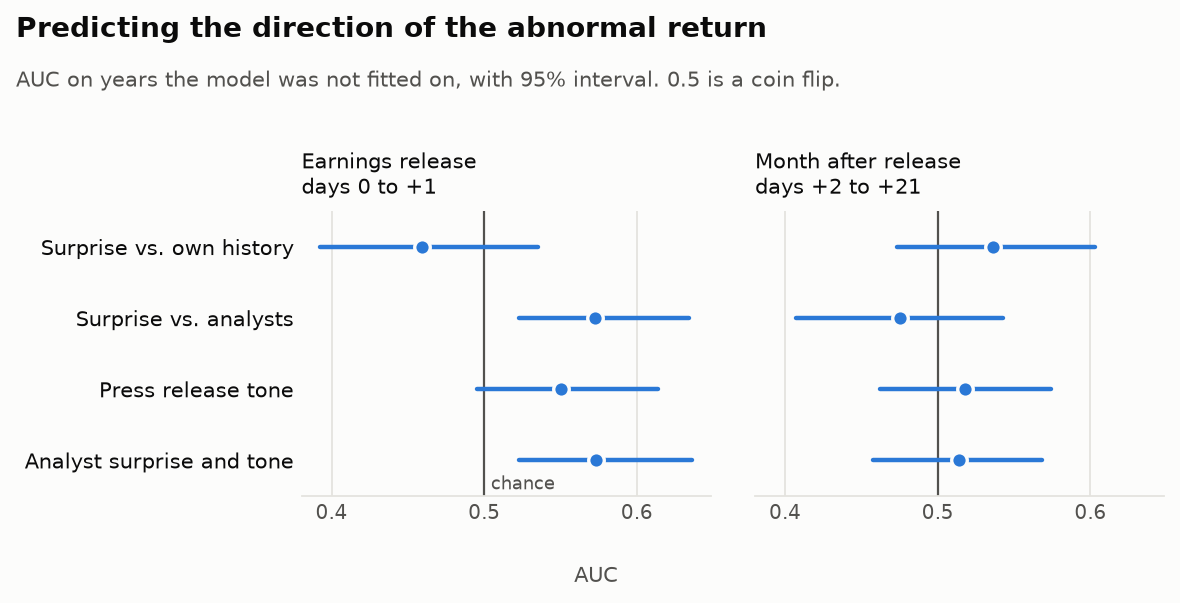 Predicting the direction of the abnormal return
AUC on years the model was not fitted on, with 95% interval. 0.5 is a coin flip.
Earnings release
days 0 to +1
Month after release
days +2 to +21
Surprise vs. own history
Surprise vs. analysts
Press release tone
Analyst surprise and tone
chance
0.4 0.5 0.6
0.4 0.5 0.6
AUC